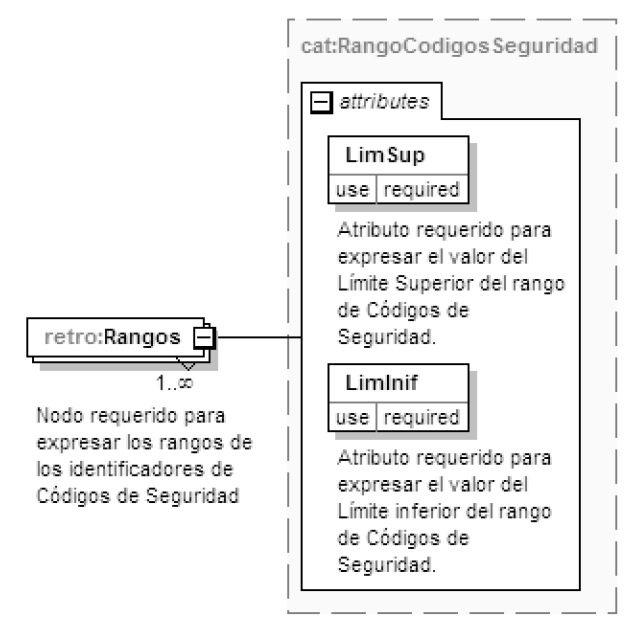 cat:RangoCodigosSeguridad
attributes
LimSup
use required
Atributo requerido para
expresar el valor del
Límite Superior del rango
de Códigos de
Seguridad.
retro:Rangos
1..∞
Nodo requerido para
expresar los rangos de
los identificadores de
Códigos de Seguridad
LimInif
use required
Atributo requerido para
expresar el valor del
Límite inferior del rango
de Códigos de
Seguridad.